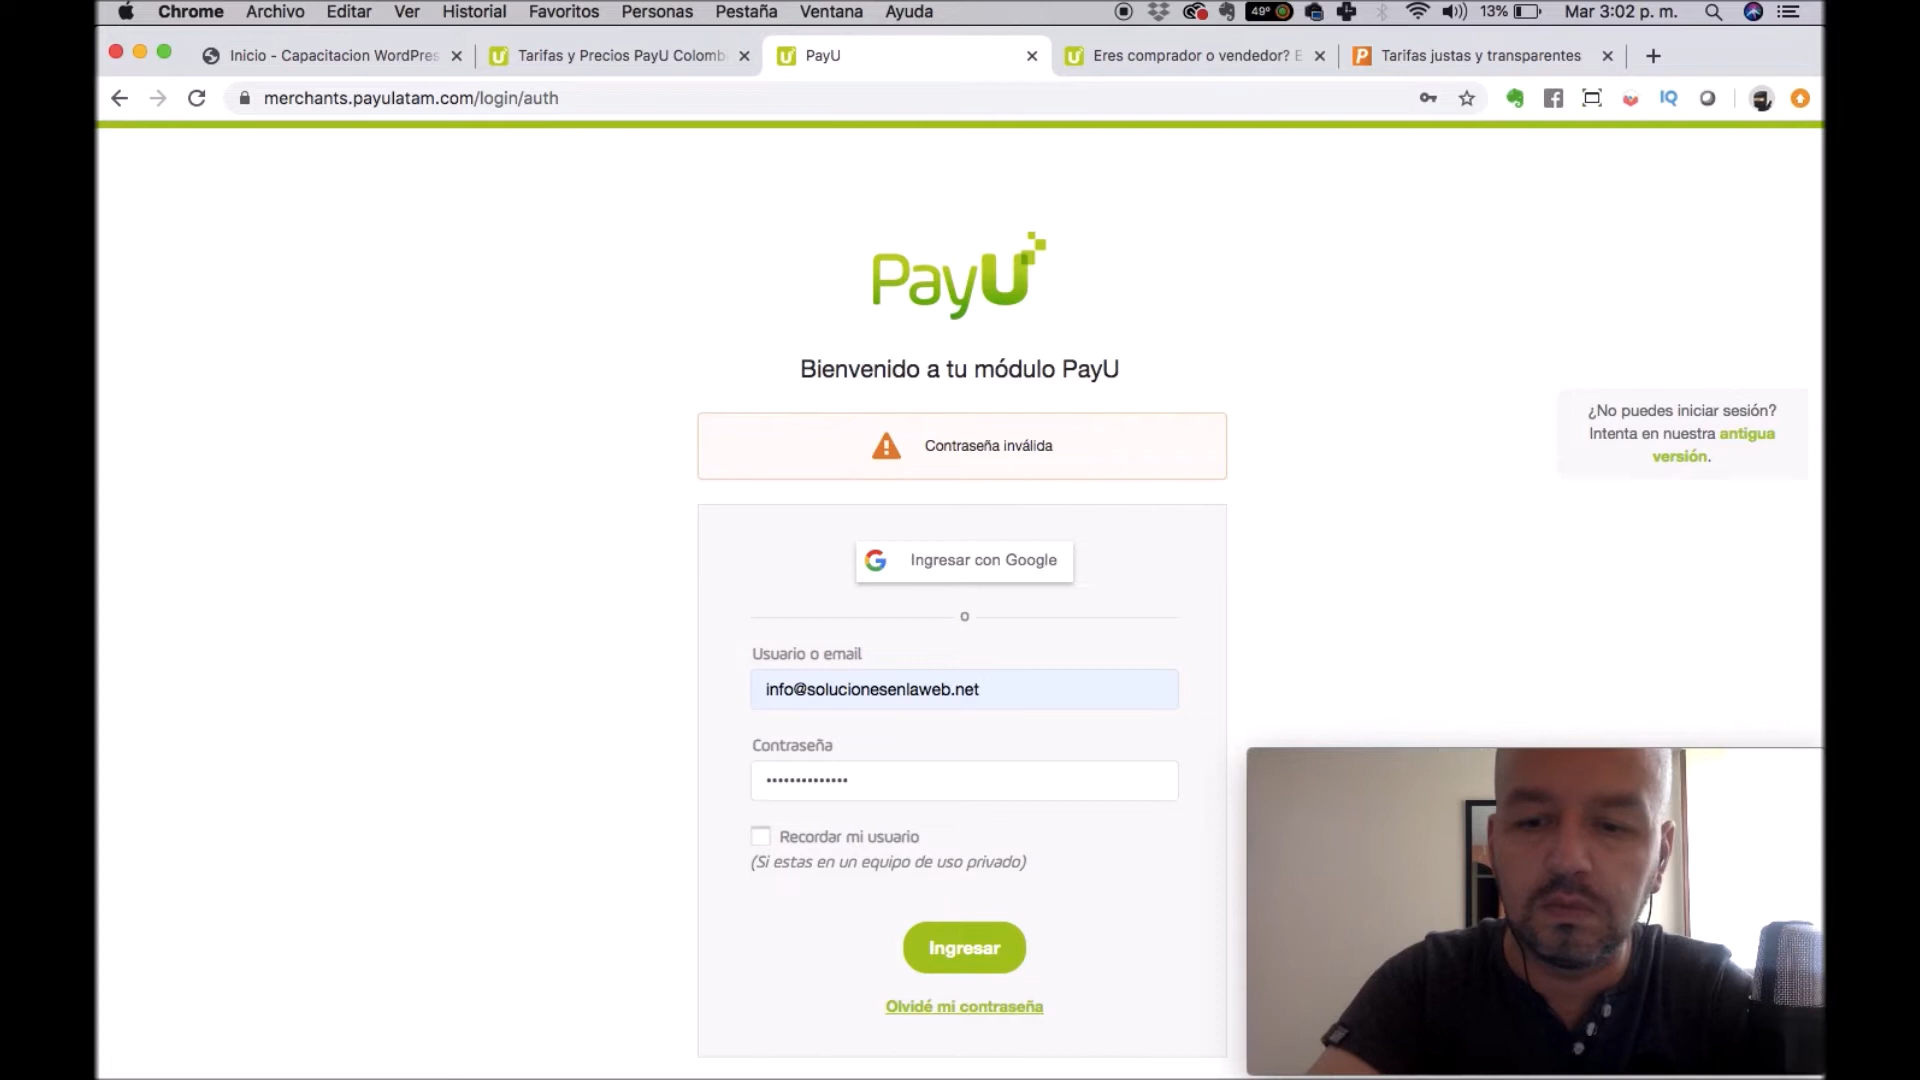 Chrome Archivo Editar Ver Historial Favoritos Personas Pestaña Ventana Ayuda 49° 13% Mar 3:02 p. m.
Inicio - Capacitacion WordPres Tarifas y Precios PayU Colomb PayU Eres comprador o vendedor? E Tarifas justas y transparentes
merchants.payulatam.com/login/auth IQ
PayU
Bienvenido a tu módulo PayU
Contraseña inválida
¿No puedes iniciar sesión?
Intenta en nuestra antigua
versión.
Ingresar con Google
o
Usuario o email
info@solucionesenlaweb.net
Contraseña
••••••••••••••
Recordar mi usuario
(Si estas en un equipo de uso privado)
Ingresar
Olvidé mi contraseña